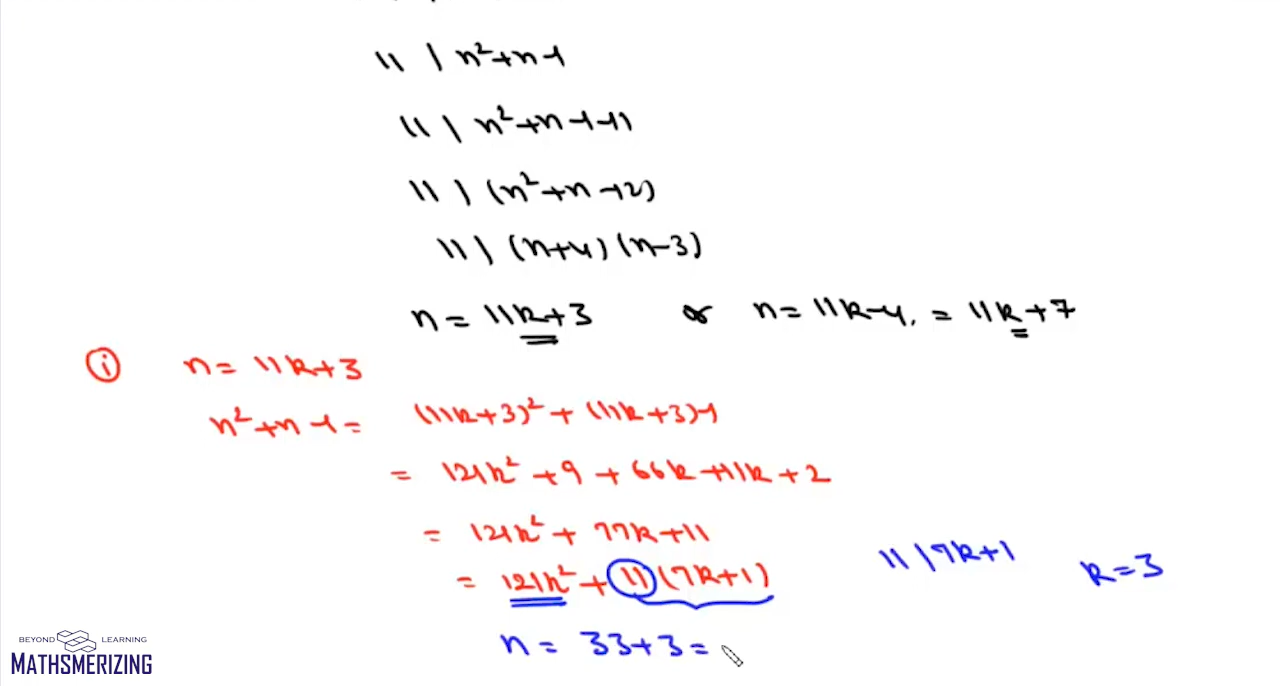 11 | n²+n-1
11 | n²+n-1-11
11 | (n²+n-12)
11 | (n+4)(n-3)
n = 11k+3 or n = 11k-4, = 11k+7
(i) n = 11k+3
n²+n-1 = (11k+3)² + (11k+3)-1
= 121k² + 9 + 66k + 11k + 2
= 121k² + 77k + 11
= 121k² + 11(7k+1)
11 | 7k+1 k=3
n = 33+3 =
BEYOND LEARNING
MATHSMERIZING